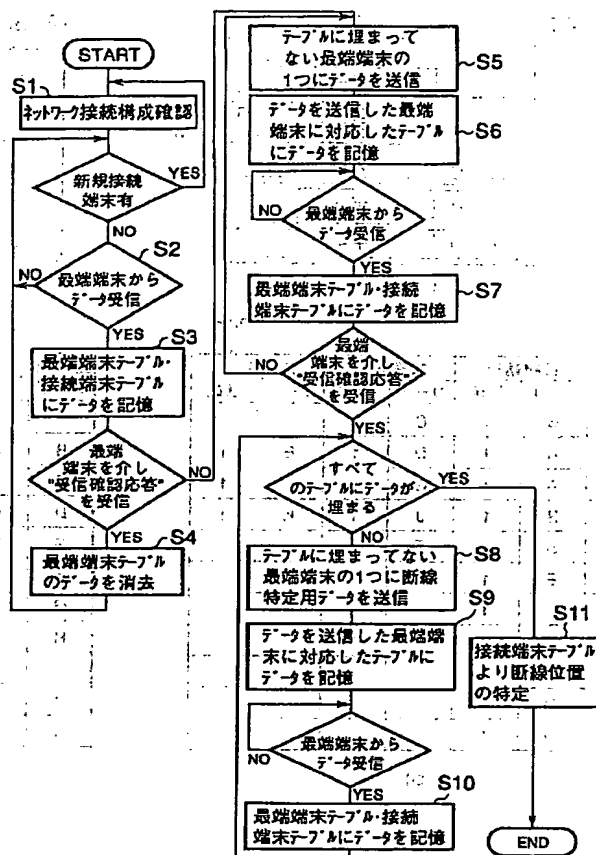 START
S1
ネットワーク接続構成確認
新規接続
端末有
YES
NO
S2
最端端末から
データ受信
NO
YES
S3
最端端末テーブル・
接続端末テーブル
にデータを記憶
最端
端末を介し
"受信確認応答"
を受信
NO
YES
S4
最端端末テーブル
のデータを消去
テーブルに埋まって
ない最端端末の
1つにデータを送信
S5
データを送信した最端
端末に対応したテーブル
にデータを記憶
S6
最端端末から
データ受信
NO
YES
最端端末テーブル・接続
端末テーブルにデータを記憶
S7
最端
端末を介し
"受信確認応答"
を受信
NO
YES
すべて
のテーブルにデータが
埋まる
YES
NO
S8
テーブルに埋まってない
最端端末の1つに断線
特定用データを送信
S9
データを送信した最端端
末に対応したテーブルに
データを記憶
最端端末から
データ受信
NO
YES
S10
最端端末テーブル・接続
端末テーブルにデータを記憶
S11
接続端末テーブル
より断線位置
の特定
END